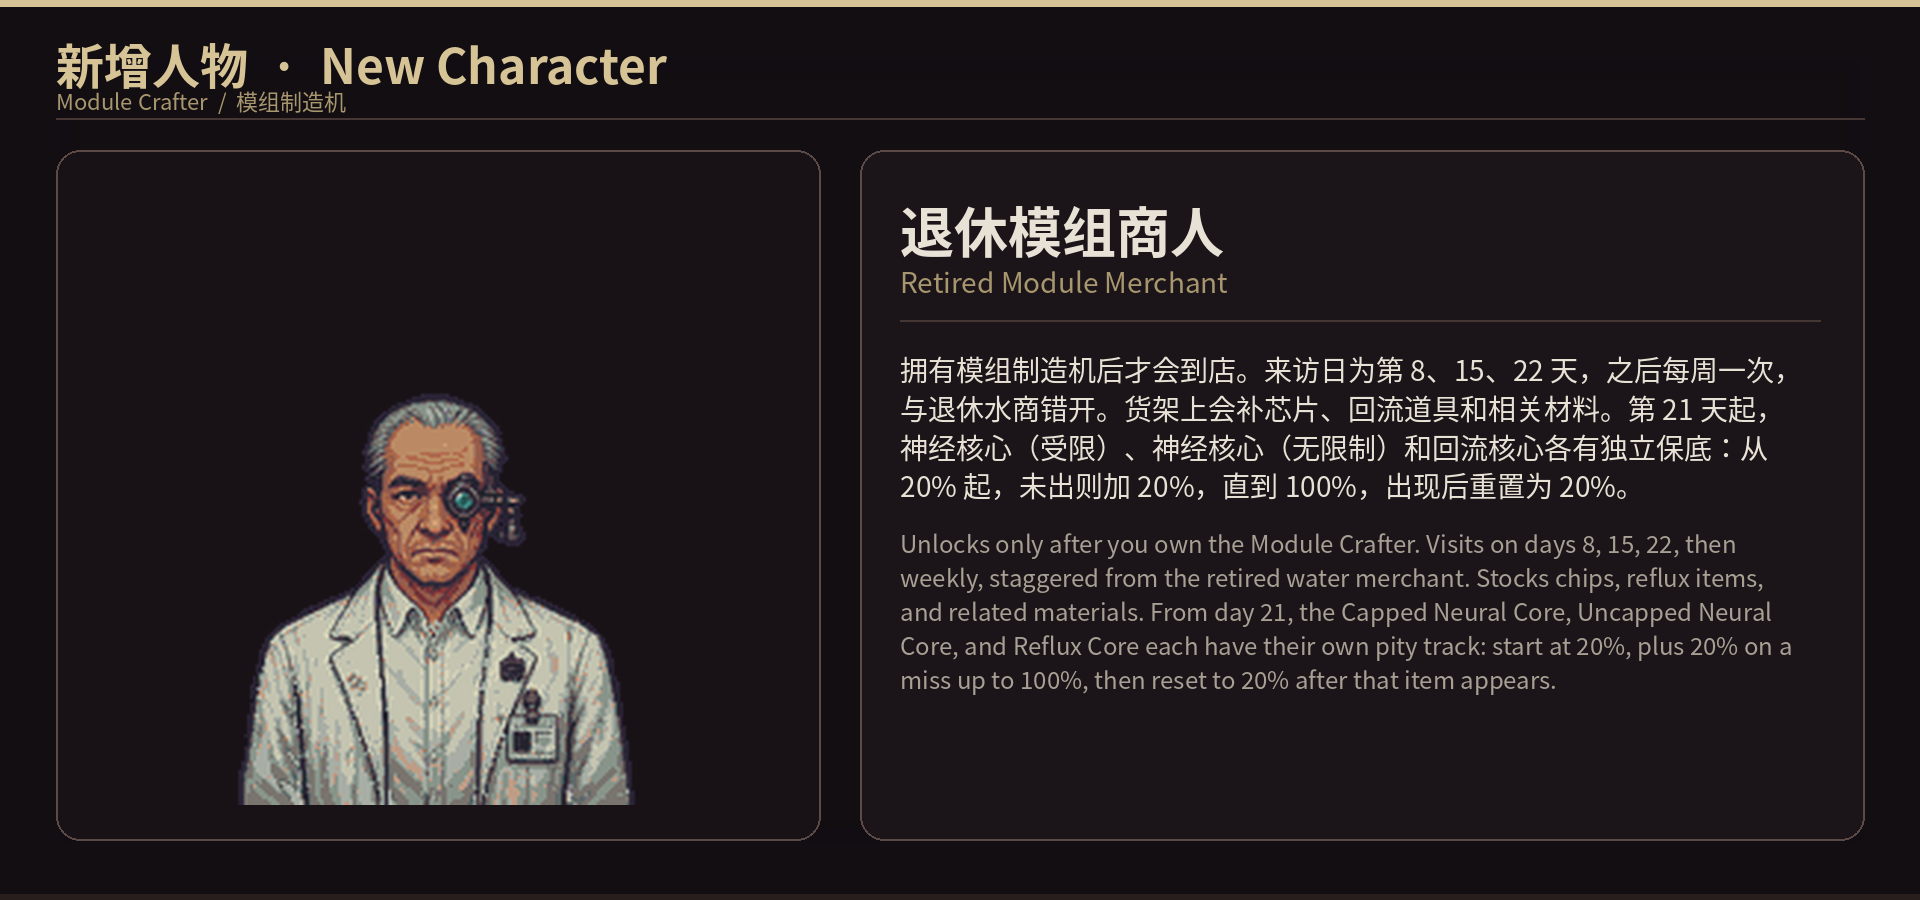 新增人物 · New Character
Module Crafter / 模组制造机
退休模组商人
Retired Module Merchant
拥有模组制造机后才会到店。来访日为第 8、15、22 天，之后每周一次，
与退休水商错开。货架上会补芯片、回流道具和相关材料。第 21 天起，
神经核心（受限）、神经核心（无限制）和回流核心各有独立保底：从
20% 起，未出则加 20%，直到 100%，出现后重置为 20%。
Unlocks only after you own the Module Crafter. Visits on days 8, 15, 22, then
weekly, staggered from the retired water merchant. Stocks chips, reflux items,
and related materials. From day 21, the Capped Neural Core, Uncapped Neural
Core, and Reflux Core each have their own pity track: start at 20%, plus 20% on a
miss up to 100%, then reset to 20% after that item appears.